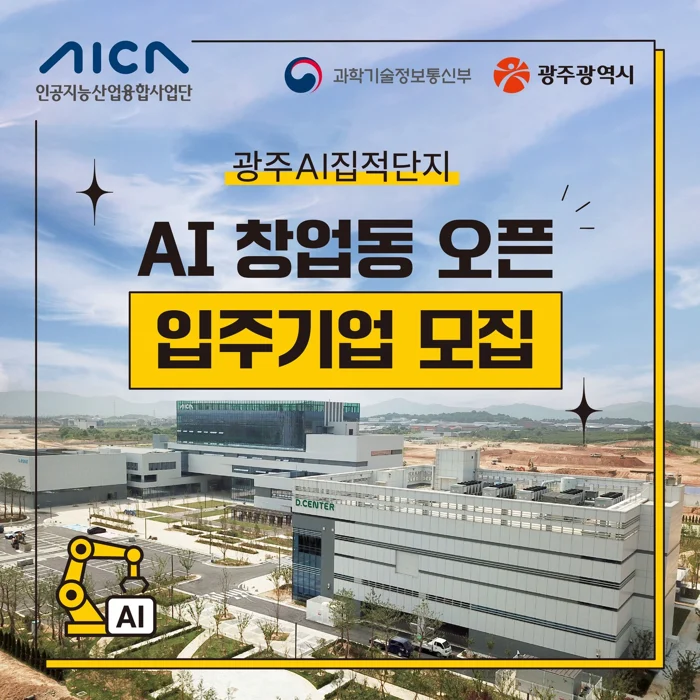 AICA
인공지능산업융합사업단
과학기술정보통신부
광주광역시
광주AI집적단지
AI 창업동 오픈
입주기업 모집
AICA
D.CENTER
AI